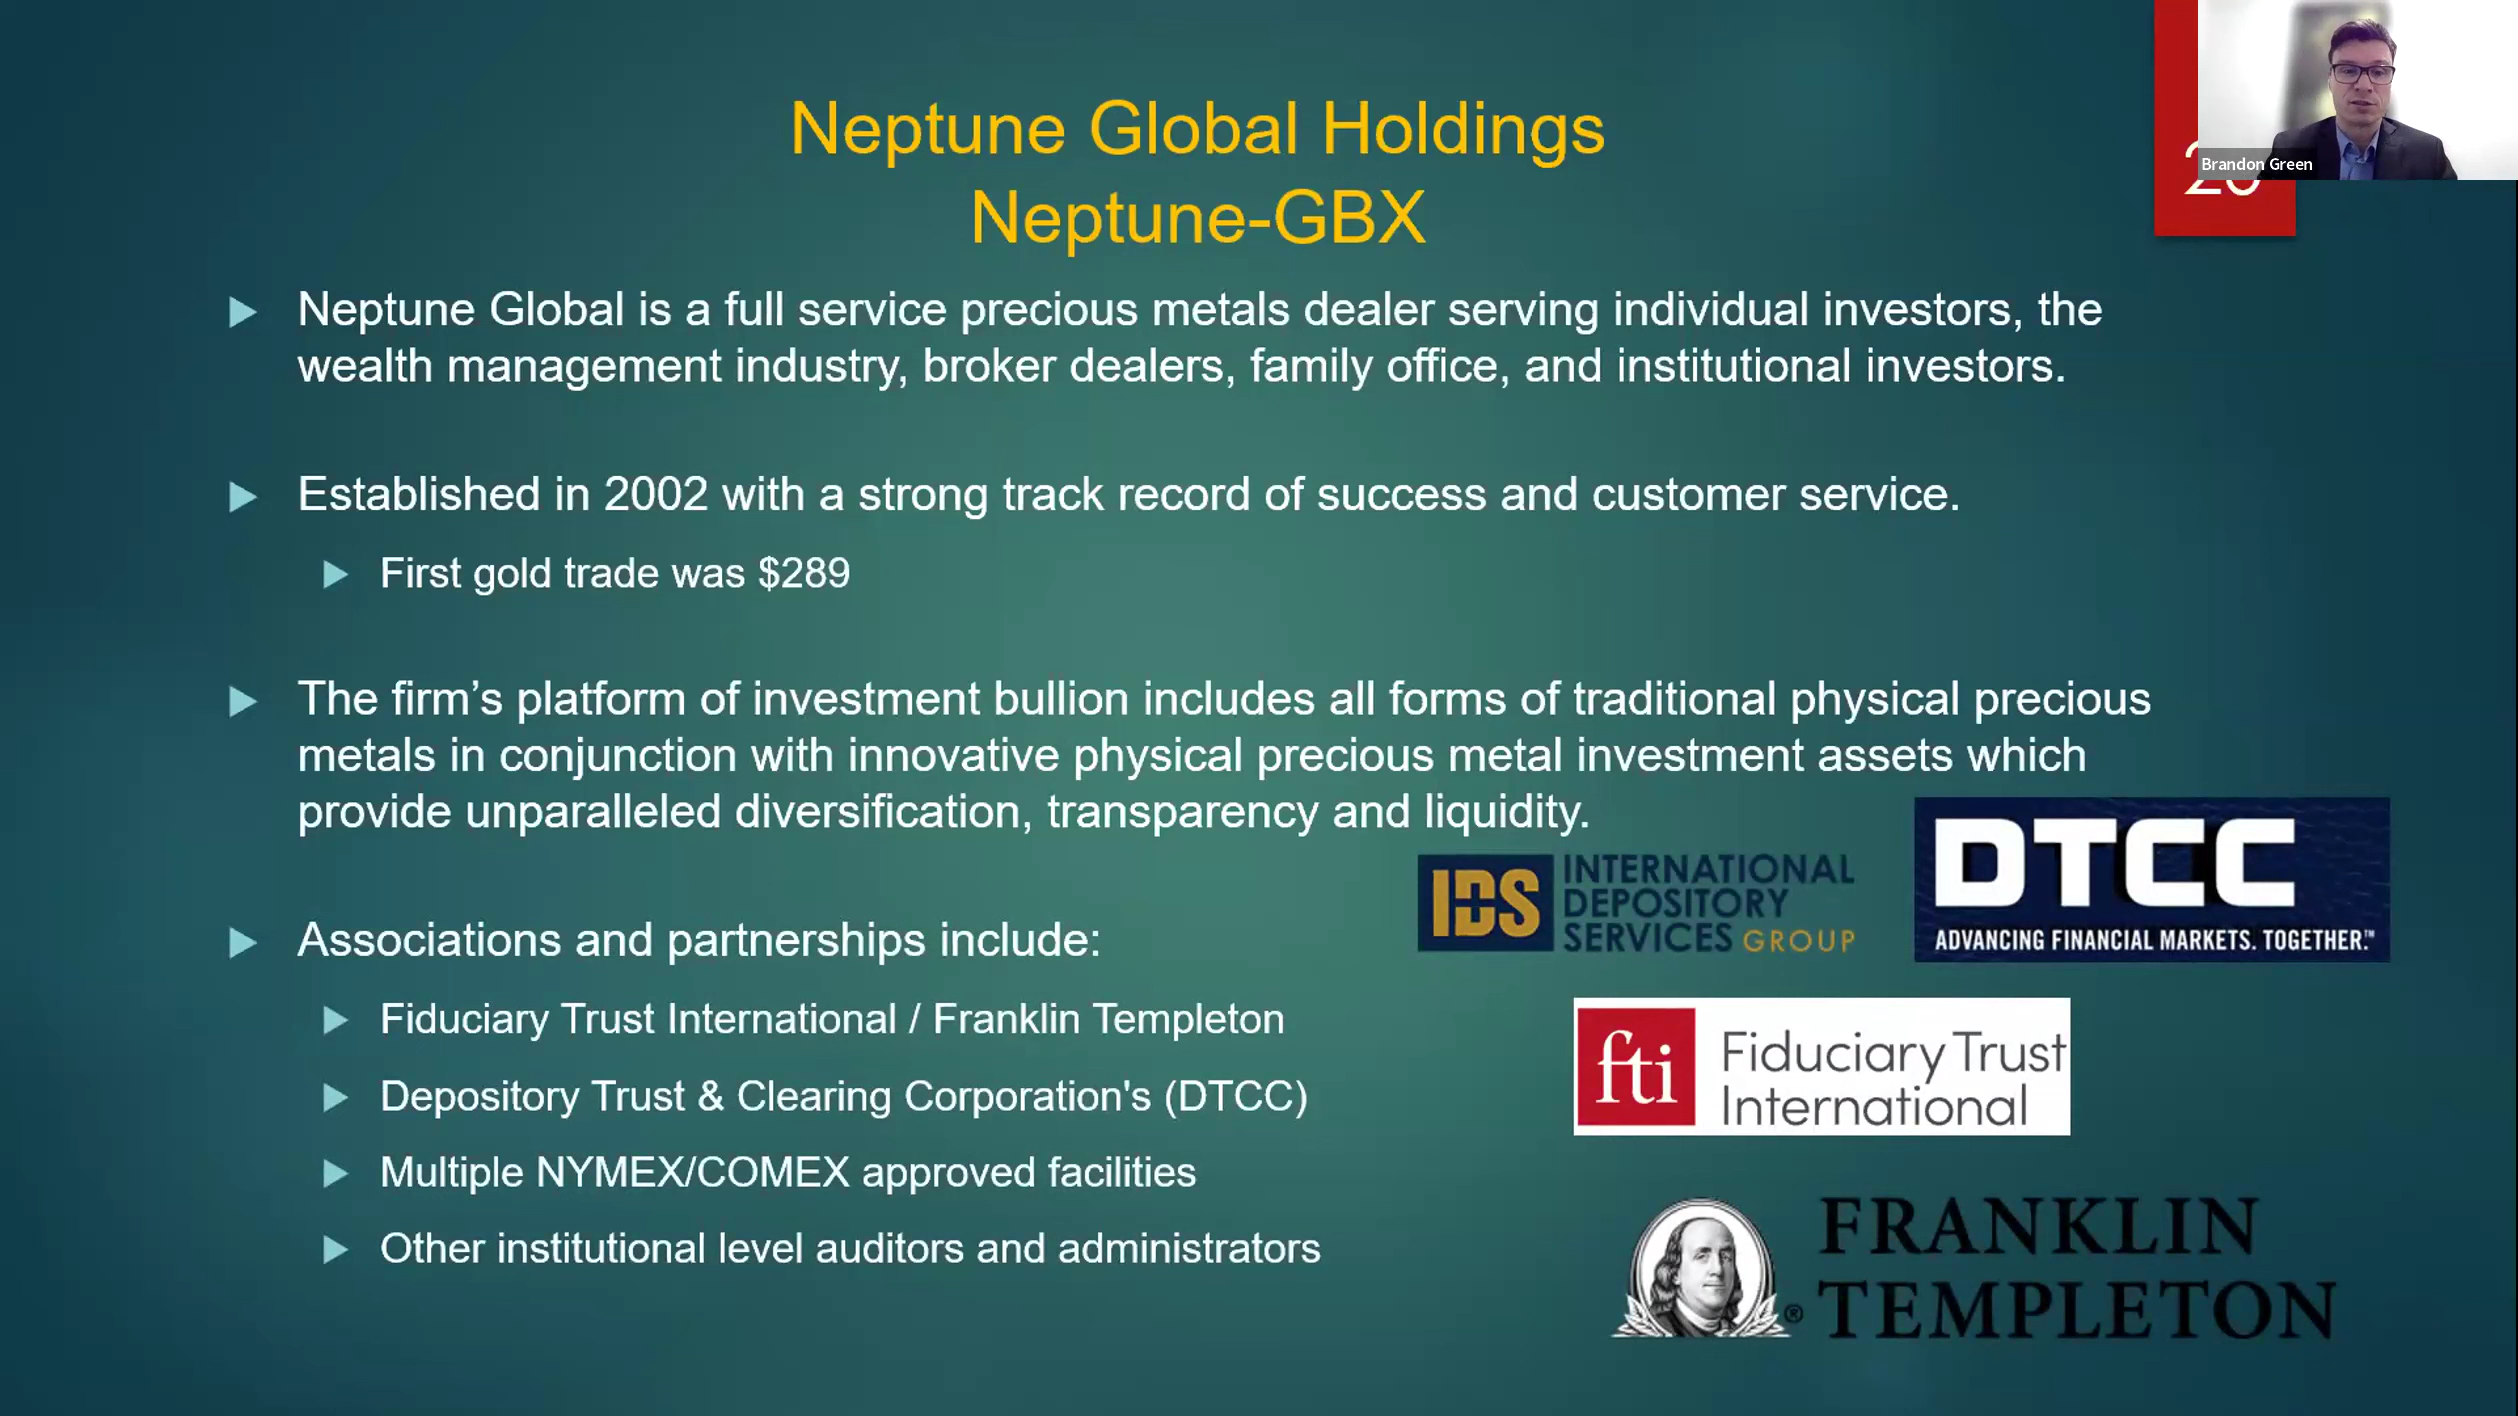 Neptune Global Holdings
Neptune-GBX
Brandon Green
Neptune Global is a full service precious metals dealer serving individual investors, the
wealth management industry, broker dealers, family office, and institutional investors.
Established in 2002 with a strong track record of success and customer service.
First gold trade was $289
The firm’s platform of investment bullion includes all forms of traditional physical precious
metals in conjunction with innovative physical precious metal investment assets which
provide unparalleled diversification, transparency and liquidity.
Associations and partnerships include:
Fiduciary Trust International / Franklin Templeton
Depository Trust & Clearing Corporation's (DTCC)
Multiple NYMEX/COMEX approved facilities
Other institutional level auditors and administrators
IDS
INTERNATIONAL
DEPOSITORY
SERVICES GROUP
DTCC
ADVANCING FINANCIAL MARKETS. TOGETHER.™
fti
Fiduciary Trust
International
FRANKLIN
® TEMPLETON